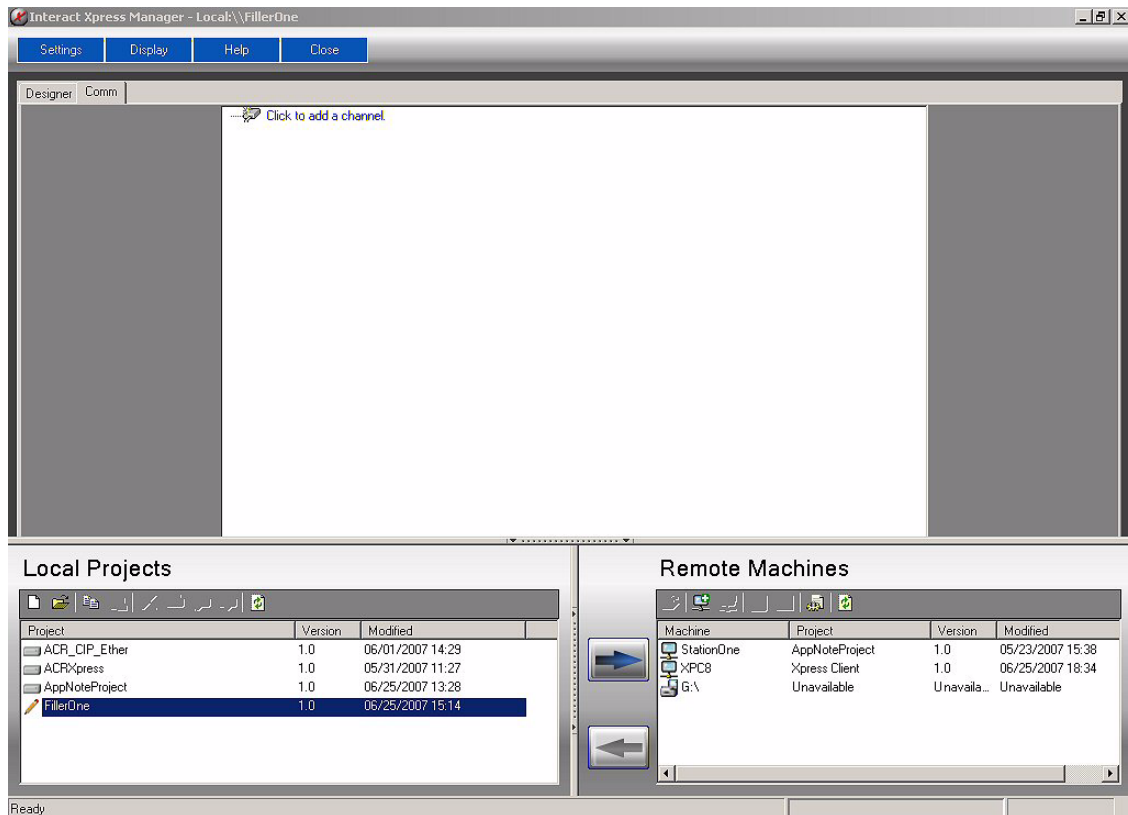 Interact Xpress Manager - Local:\\FillerOne
Settings Display Help Close
Designer Comm
Click to add a channel.
Local Projects
Project Version Modified
ACR_CIP_Ether 1.0 06/01/2007 14:29
ACRXpress 1.0 05/31/2007 11:27
AppNoteProject 1.0 06/25/2007 13:28
FillerOne 1.0 06/25/2007 15:14
Remote Machines
Machine Project Version Modified
StationOne AppNoteProject 1.0 05/23/2007 15:38
XPC8 Xpress Client 1.0 06/25/2007 18:34
G:\ Unavailable Unavaila... Unavailable
Ready